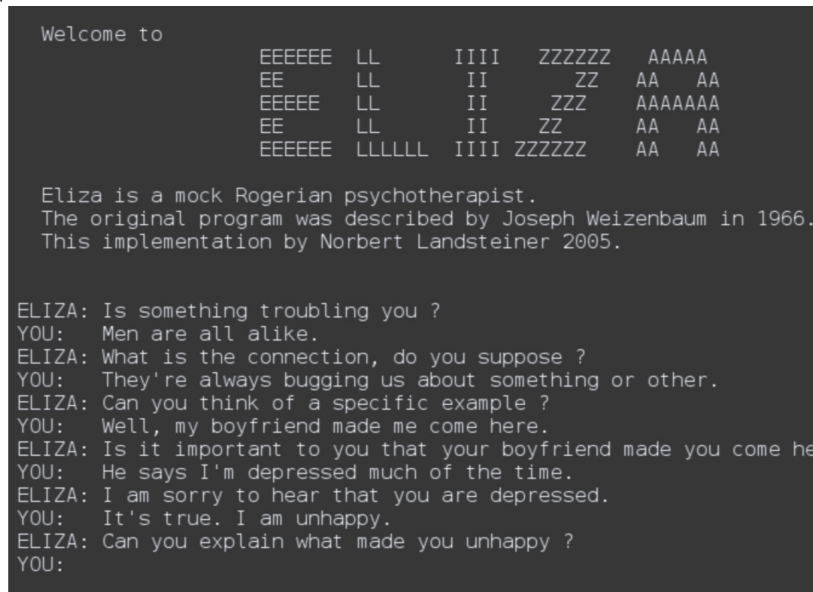 Welcome to
EEEEEE LL IIII ZZZZZZ AAAAA
EE LL II ZZ AA AA
EEEEE LL II ZZZ AAAAAAA
EE LL II ZZ AA AA
EEEEEE LLLLLL IIII ZZZZZZ AA AA
Eliza is a mock Rogerian psychotherapist.
The original program was described by Joseph Weizenbaum in 1966.
This implementation by Norbert Landsteiner 2005.
ELIZA: Is something troubling you ?
YOU: Men are all alike.
ELIZA: What is the connection, do you suppose ?
YOU: They're always bugging us about something or other.
ELIZA: Can you think of a specific example ?
YOU: Well, my boyfriend made me come here.
ELIZA: Is it important to you that your boyfriend made you come he
YOU: He says I'm depressed much of the time.
ELIZA: I am sorry to hear that you are depressed.
YOU: It's true. I am unhappy.
ELIZA: Can you explain what made you unhappy ?
YOU: